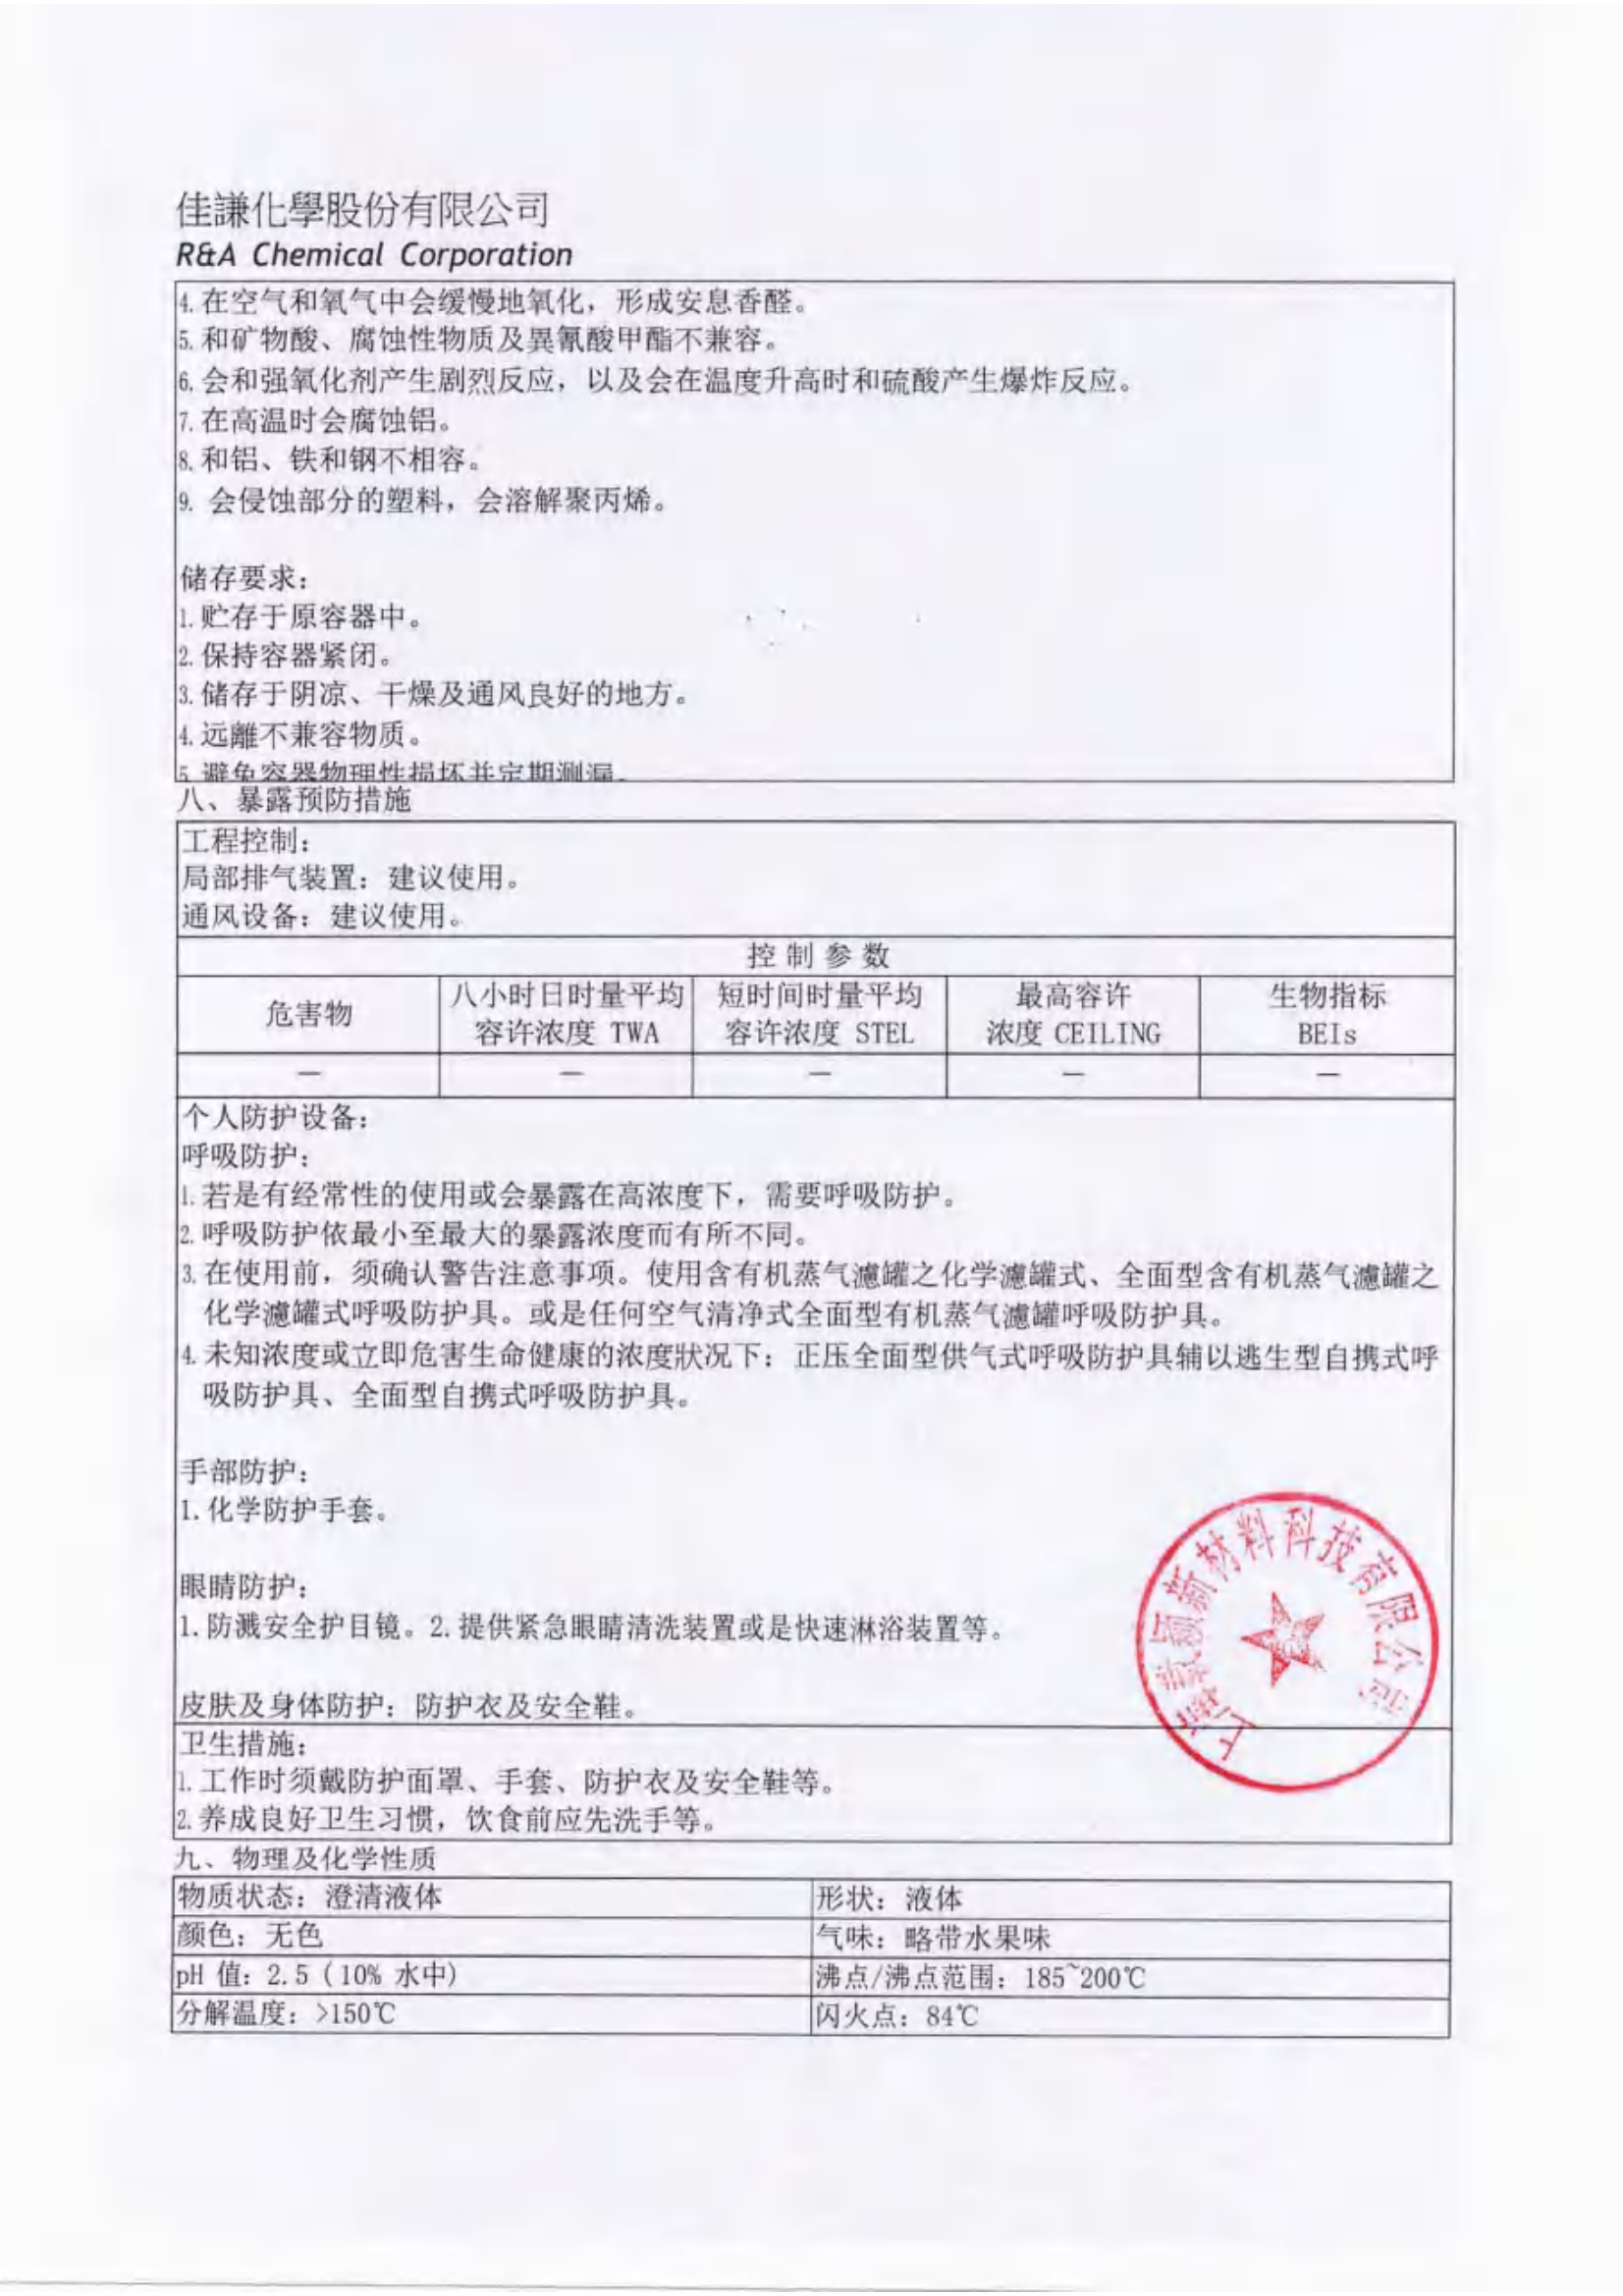 佳謙化學股份有限公司
R&A Chemical Corporation
4.在空气和氧气中会缓慢地氧化，形成安息香醛。
5.和矿物酸、腐蚀性物质及異氰酸甲酯不兼容。
6.会和强氧化剂产生剧烈反应，以及会在温度升高时和硫酸产生爆炸反应。
7.在高温时会腐蚀铝。
8.和铝、铁和钢不相容。
9. 会侵蚀部分的塑料，会溶解聚丙烯。
储存要求：
1.贮存于原容器中。
2.保持容器紧闭。
3.储存于阴凉、干燥及通风良好的地方。
4.远離不兼容物质。
5.避免容器物理性损坏并定期测漏。
八、暴露预防措施
工程控制：
局部排气装置：建议使用。
通风设备：建议使用。
控制参数
危害物
八小时日时量平均
容许浓度 TWA
短时间时量平均
容许浓度 STEL
最高容许
浓度 CEILING
生物指标
BEIs
— — — — —
个人防护设备：
呼吸防护：
1.若是有经常性的使用或会暴露在高浓度下，需要呼吸防护。
2.呼吸防护依最小至最大的暴露浓度而有所不同。
3.在使用前，须确认警告注意事项。使用含有机蒸气濾罐之化学濾罐式、全面型含有机蒸气濾罐之
化学濾罐式呼吸防护具。或是任何空气清净式全面型有机蒸气濾罐呼吸防护具。
4.未知浓度或立即危害生命健康的浓度狀况下：正压全面型供气式呼吸防护具辅以逃生型自携式呼
吸防护具、全面型自携式呼吸防护具。
手部防护：
1.化学防护手套。
眼睛防护：
1.防溅安全护目镜。2.提供紧急眼睛清洗装置或是快速淋浴装置等。
皮肤及身体防护：防护衣及安全鞋。
卫生措施：
1.工作时须戴防护面罩、手套、防护衣及安全鞋等。
2.养成良好卫生习惯，饮食前应先洗手等。
新材料科技有限公司
九、物理及化学性质
物质状态：澄清液体
形状：液体
颜色：无色
气味：略带水果味
pH 值：2.5 (10% 水中)
沸点/沸点范围：185~200℃
分解温度：>150℃
闪火点：84℃